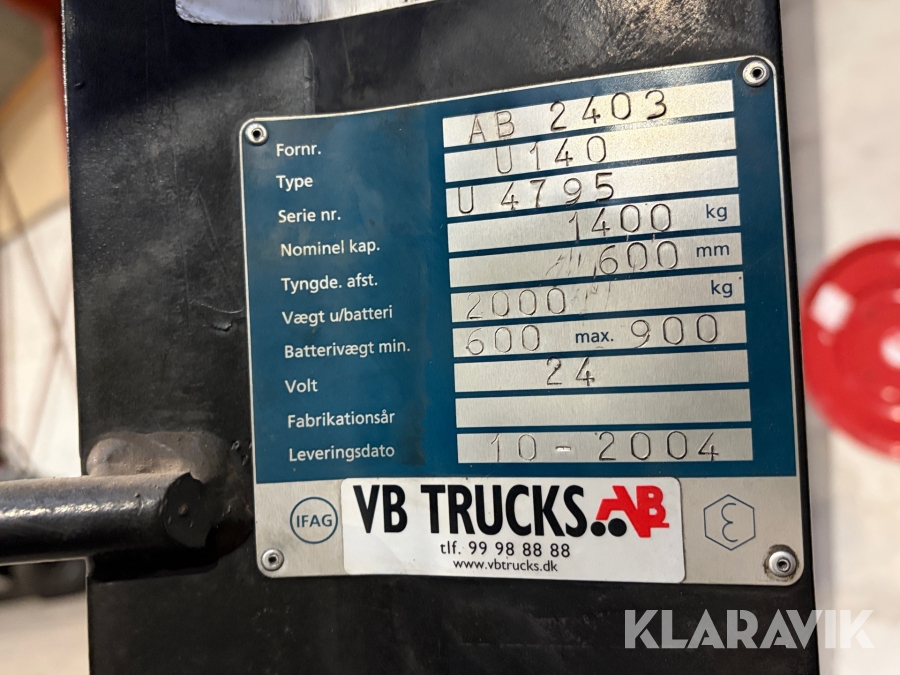 Fornr. AB 2403
Type U140
Serie nr. U 4795
Nominel kap. 1400 kg
Tyngde. afst. 600 mm
Vægt u/batteri 2000 kg
Batterivægt min. 600 max. 900
Volt 24
Fabrikationsår
Leveringsdato 10-2004
IFAG
VB TRUCKS
tlf. 99 98 88 88
www.vbtrucks.dk
KLARAVIK